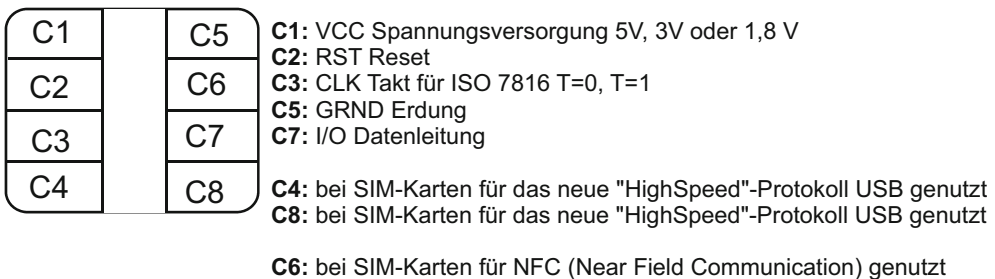 C1
C2
C3
C4
C5
C6
C7
C8
C1: VCC Spannungsversorgung 5V, 3V oder 1,8 V
C2: RST Reset
C3: CLK Takt für ISO 7816 T=0, T=1
C5: GRND Erdung
C7: I/O Datenleitung
C4: bei SIM-Karten für das neue "HighSpeed"-Protokoll USB genutzt
C8: bei SIM-Karten für das neue "HighSpeed"-Protokoll USB genutzt
C6: bei SIM-Karten für NFC (Near Field Communication) genutzt